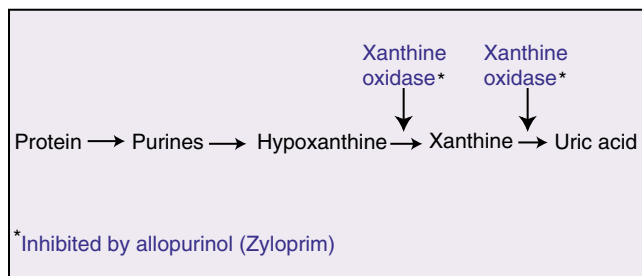 Xanthine Xanthine
oxidase* oxidase*
Protein → Purines → Hypoxanthine → Xanthine → Uric acid
*Inhibited by allopurinol (Zyloprim)